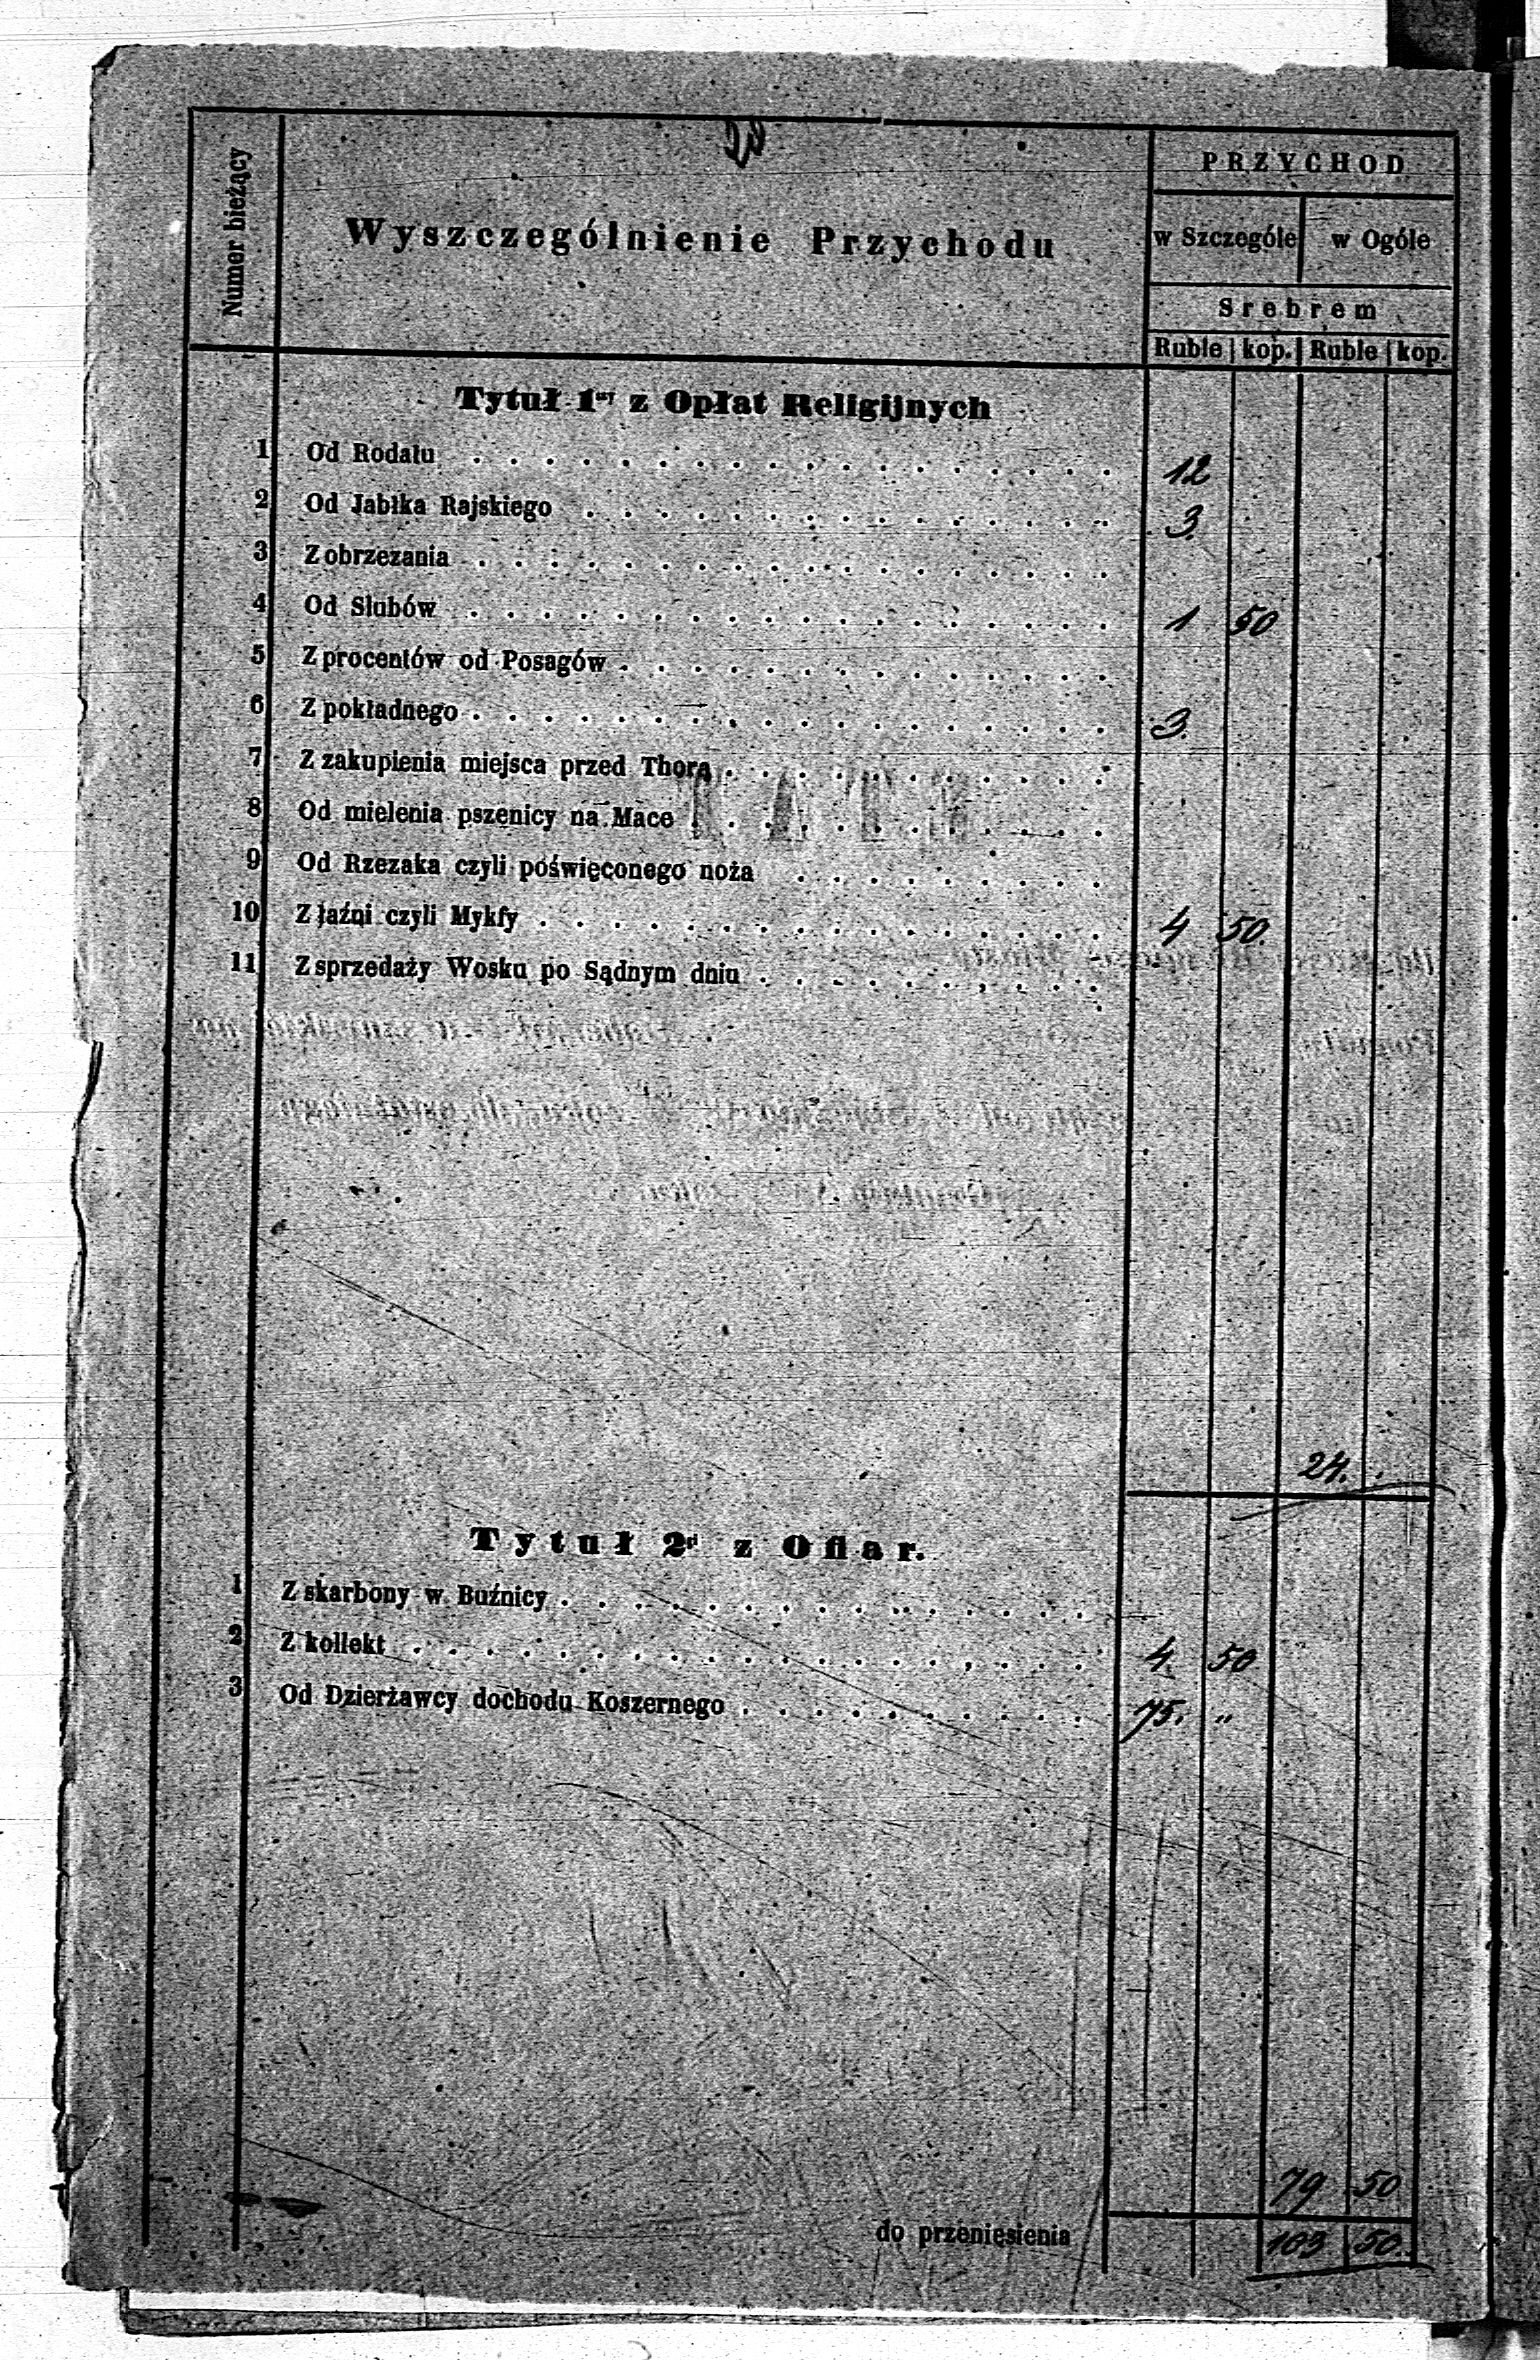 Numer bieżący
Wyszczególnienie Przychodu
PRZYCHOD
w Szczególe w Ogóle
Srebrem
Ruble kop. Ruble kop.
Tytuł 1szy z Opłat Religijnych
1 Od Rodału 12
2 Od Jabłka Rajskiego 3.
3 Z obrzezania
4 Od Slubów 1 50
5 Z procentów od Posagów
6 Z pokładnego 3.
7 Z zakupienia miejsca przed Thorą
8 Od mielenia pszenicy na Mace
9 Od Rzezaka czyli poświęconego noża
10 Z łaźni czyli Mykfy 4 50.
11 Z sprzedaży Wosku po Sądnym dniu
24.
Tytuł 2gi z Ofiar.
1 Z skarbony w Buźnicy
2 Z kollekt 4. 50
3 Od Dzierżawcy dochodu Koszernego 75. "
79 50
do przeniesienia 103 50.